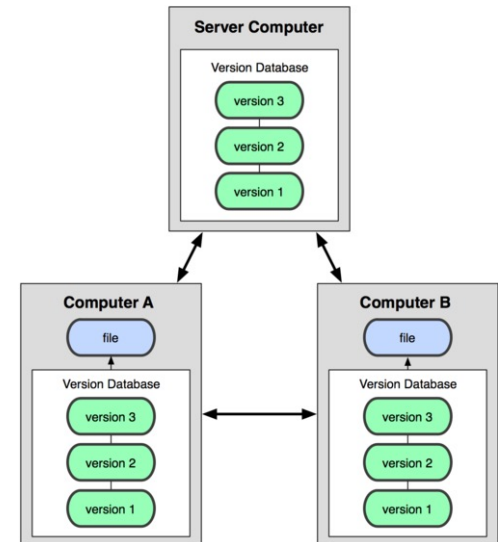 Server Computer
Version Database
version 3
version 2
version 1
Computer A
file
Version Database
version 3
version 2
version 1
Computer B
file
Version Database
version 3
version 2
version 1